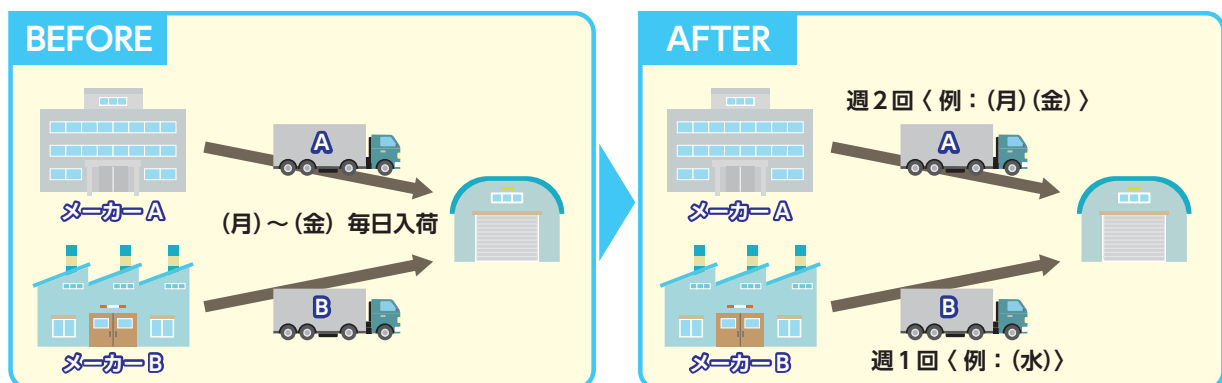 BEFORE
A
メーカーA
(月)～(金) 毎日入荷
B
メーカーB
AFTER
週2回〈 例：(月)(金) 〉
A
メーカーA
B
メーカーB
週1回〈 例：(水)〉